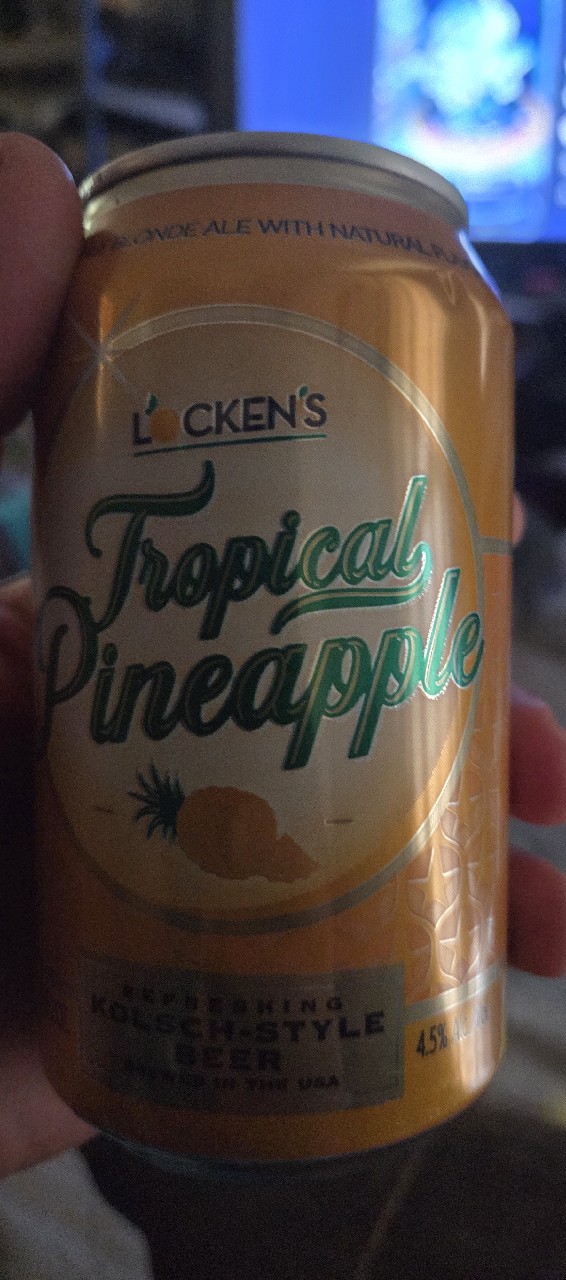 BLONDE ALE WITH NATURAL
LOCKEN'S
Tropical
Pineapple
REFRESHING
KOLSCH-STYLE
BEER
BREWED IN THE USA
4.5%